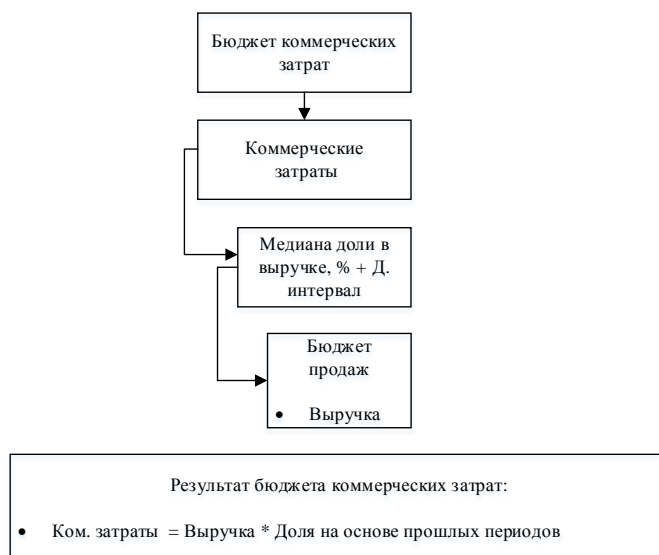 Бюджет коммерческих
затрат
Коммерческие
затраты
Медиана доли в
выручке, % + Д.
интервал
Бюджет
продаж
• Выручка
Результат бюджета коммерческих затрат:
• Ком. затраты = Выручка * Доля на основе прошлых периодов